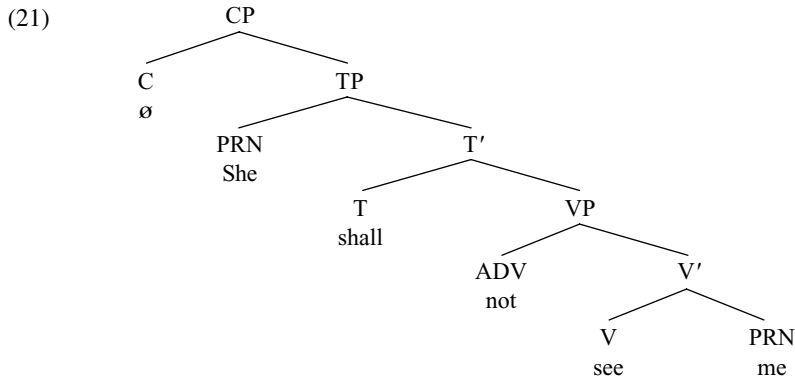 (21) CP
C TP
ø
PRN T′
She
T VP
shall
ADV V′
not
V PRN
see me